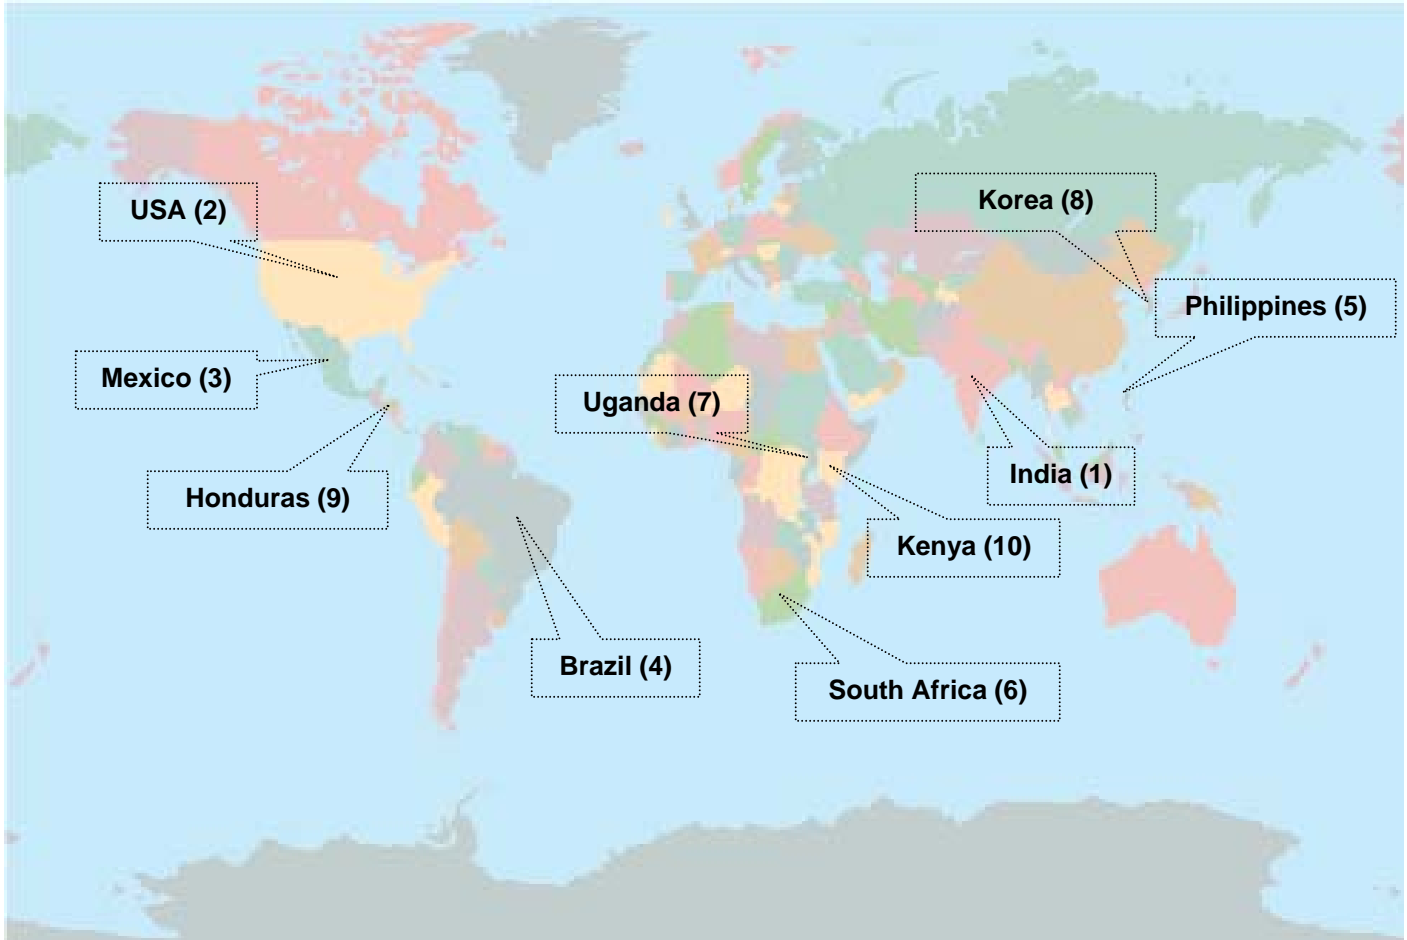 USA (2)
Korea (8)
Philippines (5)
Mexico (3)
Uganda (7)
India (1)
Honduras (9)
Kenya (10)
Brazil (4)
South Africa (6)